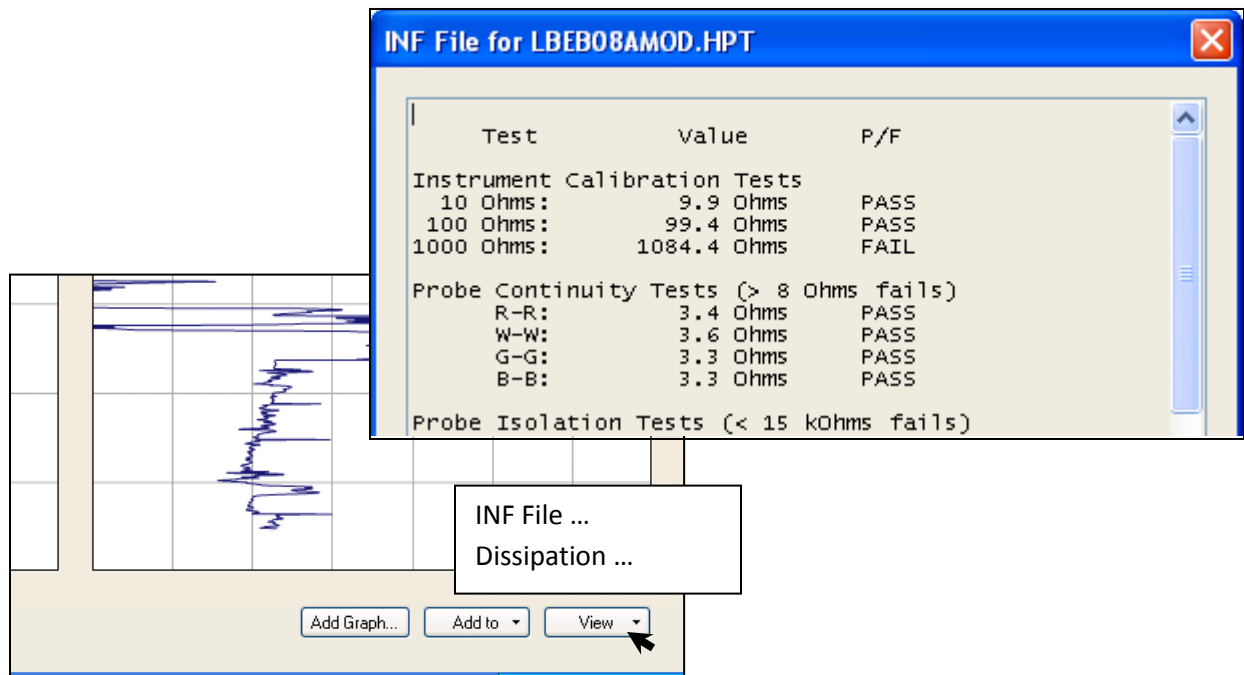 INF File for LBEB08AMOD.HPT
Test Value P/F
Instrument Calibration Tests
10 Ohms: 9.9 Ohms PASS
100 Ohms: 99.4 Ohms PASS
1000 Ohms: 1084.4 Ohms FAIL
Probe Continuity Tests (> 8 Ohms fails)
R-R: 3.4 Ohms PASS
W-W: 3.6 Ohms PASS
G-G: 3.3 Ohms PASS
B-B: 3.3 Ohms PASS
Probe Isolation Tests (< 15 kOhms fails)
INF File …
Dissipation …
Add Graph... Add to View